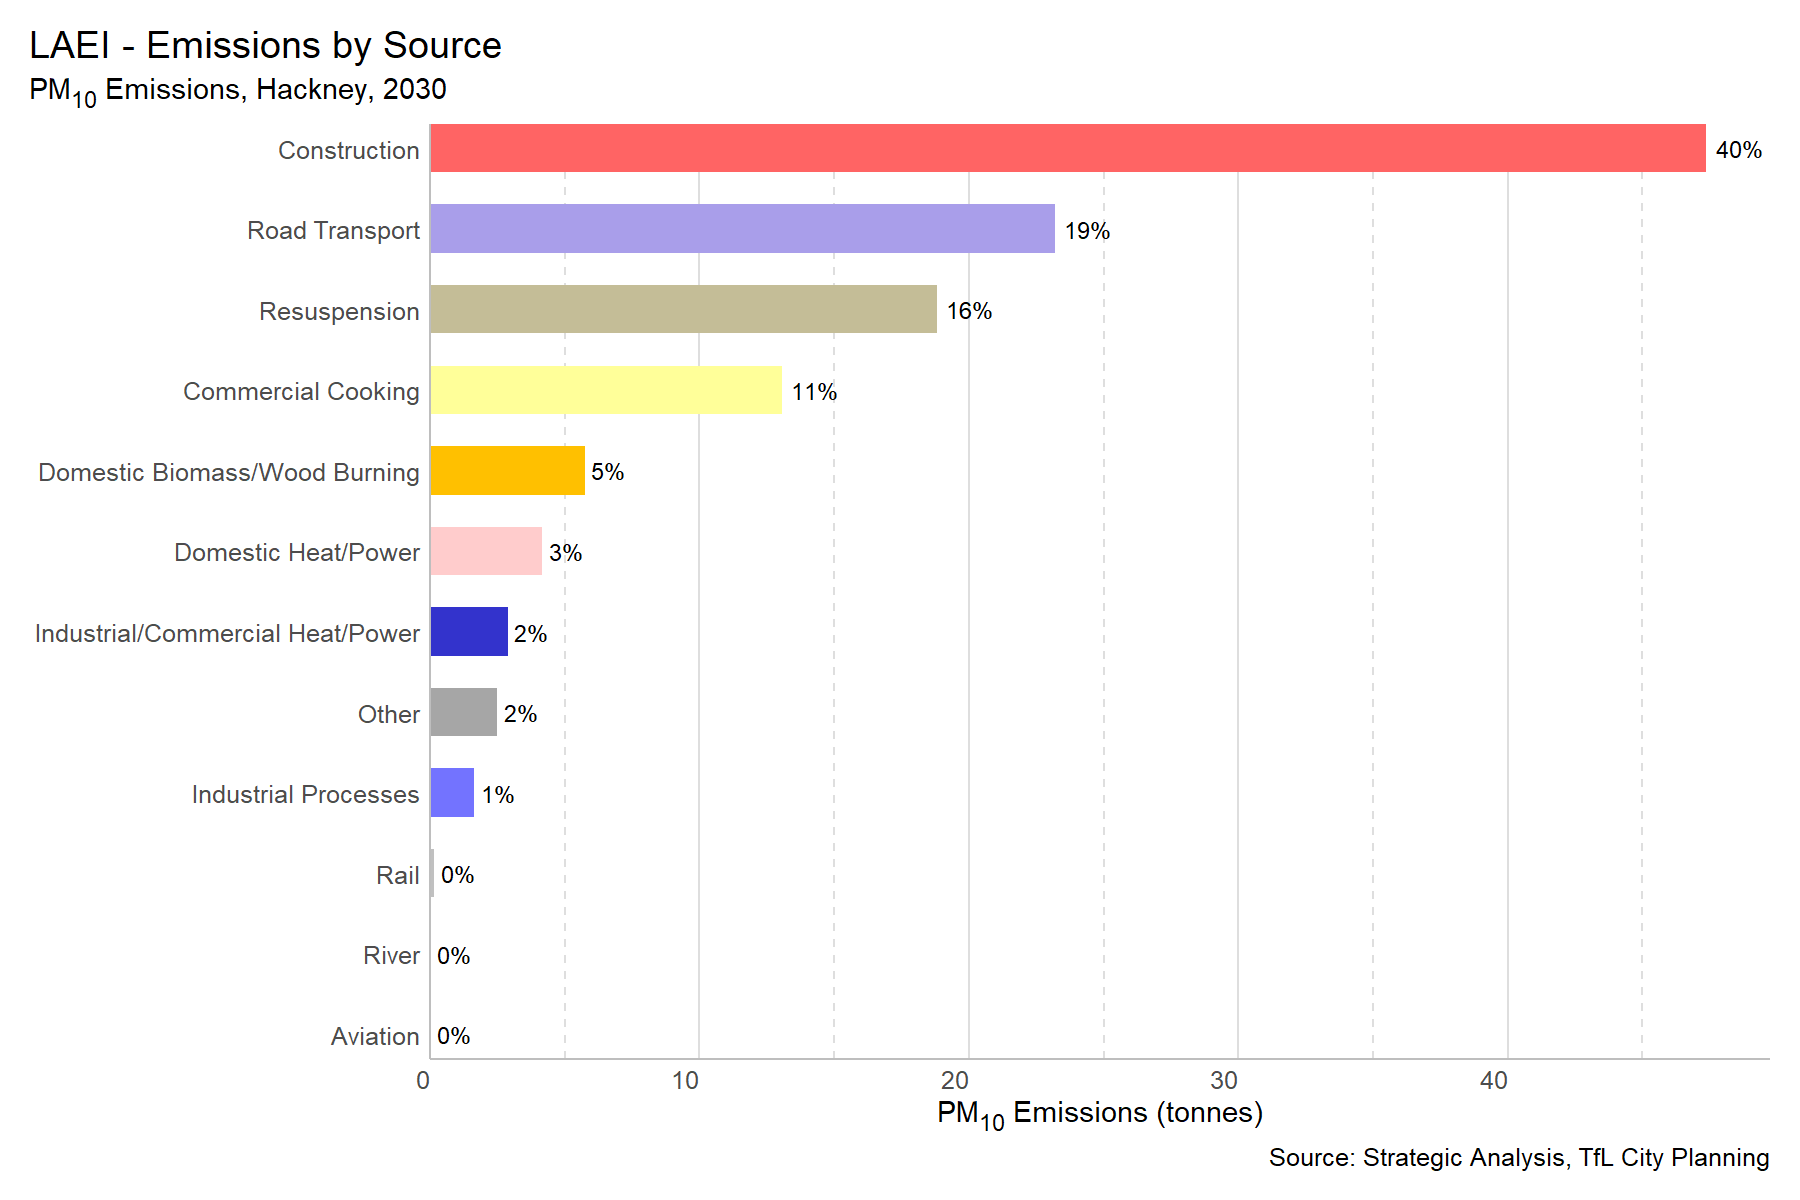 LAEI - Emissions by Source
PM10 Emissions, Hackney, 2030
Construction 40%
Road Transport 19%
Resuspension 16%
Commercial Cooking 11%
Domestic Biomass/Wood Burning 5%
Domestic Heat/Power 3%
Industrial/Commercial Heat/Power 2%
Other 2%
Industrial Processes 1%
Rail 0%
River 0%
Aviation 0%
0 10 20 30 40
PM10 Emissions (tonnes)
Source: Strategic Analysis, TfL City Planning